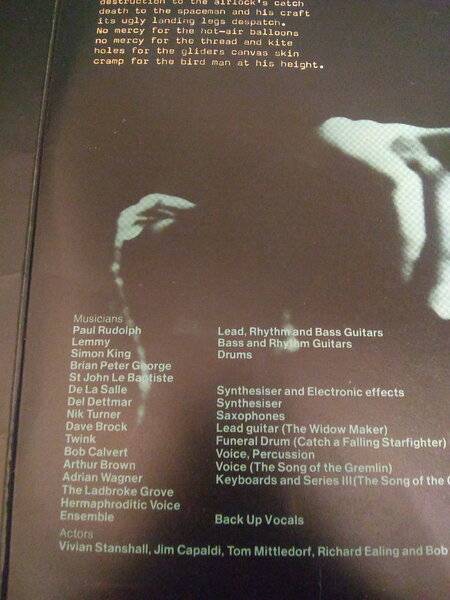 destruction to the airlock's catch
death to the spaceman and his craft
its ugly landing legs despatch.
No mercy for the hot-air balloons
no mercy for the thread and kite
holes for the gliders canvas skin
cramp for the bird man at his height.
Musicians
Paul Rudolph Lead, Rhythm and Bass Guitars
Lemmy Bass and Rhythm Guitars
Simon King Drums
Brian Peter George
St John Le Baptiste
De La Salle Synthesiser and Electronic effects
Del Dettmar Synthesiser
Nik Turner Saxophones
Dave Brock Lead guitar (The Widow Maker)
Twink Funeral Drum (Catch a Falling Starfighter)
Bob Calvert Voice, Percussion
Arthur Brown Voice (The Song of the Gremlin)
Adrian Wagner Keyboards and Series III (The Song of the
The Ladbroke Grove
Hermaphroditic Voice
Ensemble Back Up Vocals
Actors
Vivian Stanshall, Jim Capaldi, Tom Mittledorf, Richard Ealing and Bob